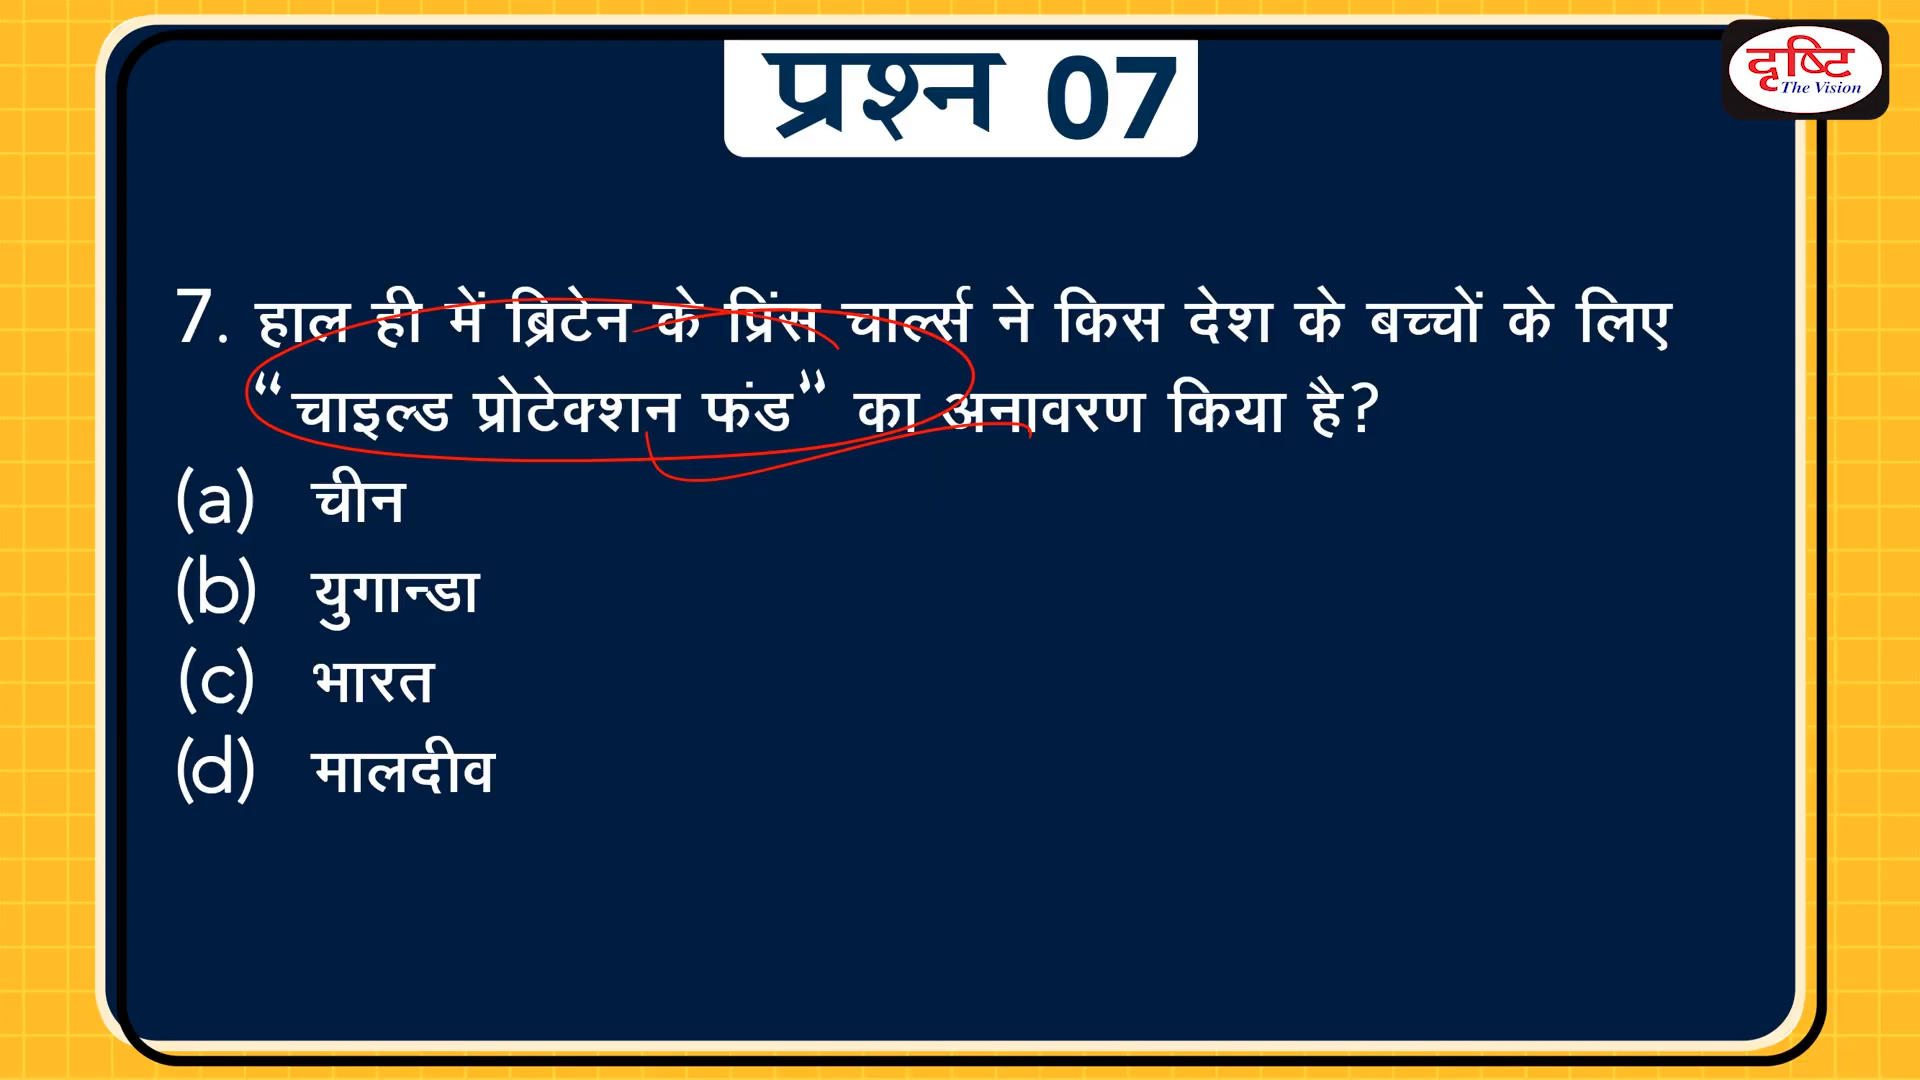 प्रश्न 07
दृष्टि
The Vision
7. हाल ही में ब्रिटेन के प्रिंस चार्ल्स ने किस देश के बच्चों के लिए
“चाइल्ड प्रोटेक्शन फंड” का अनावरण किया है?
(a) चीन
(b) युगान्डा
(c) भारत
(d) मालदीव